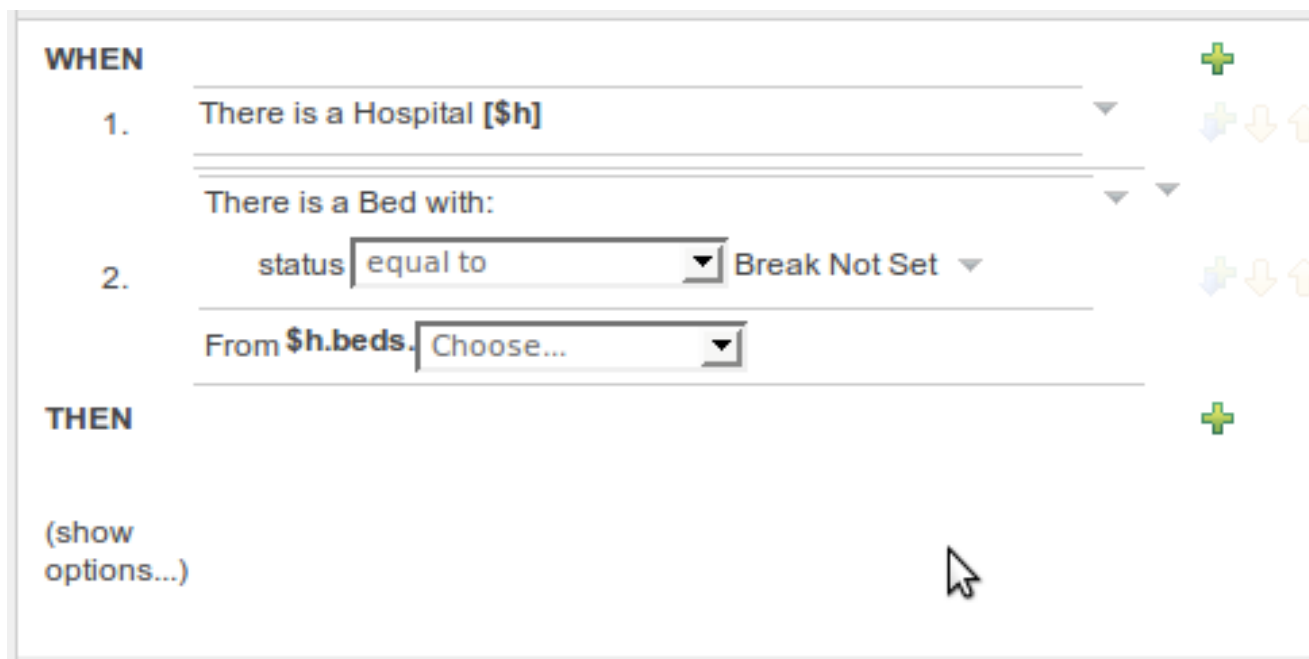 WHEN
1. There is a Hospital [$h]
There is a Bed with:
2. status equal to Break Not Set
From $h.beds. Choose...
THEN
(show
options...)